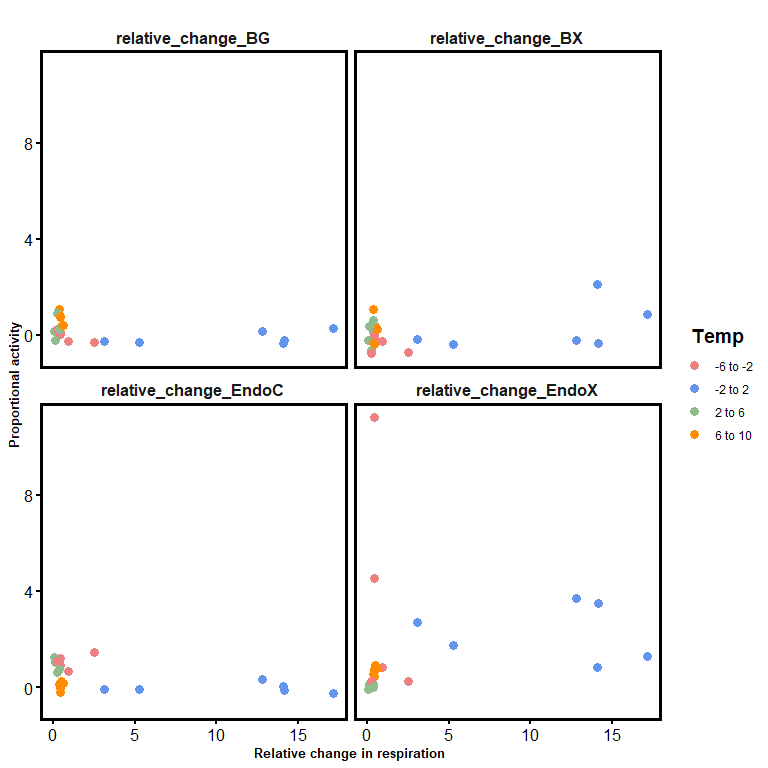 relative_change_BG
relative_change_BX
8
4
0
relative_change_EndoC
relative_change_EndoX
8
4
0
0
5
10
15
0
5
10
15
Proportional activity
Relative change in respiration
Temp
-6 to -2
-2 to 2
2 to 6
6 to 10